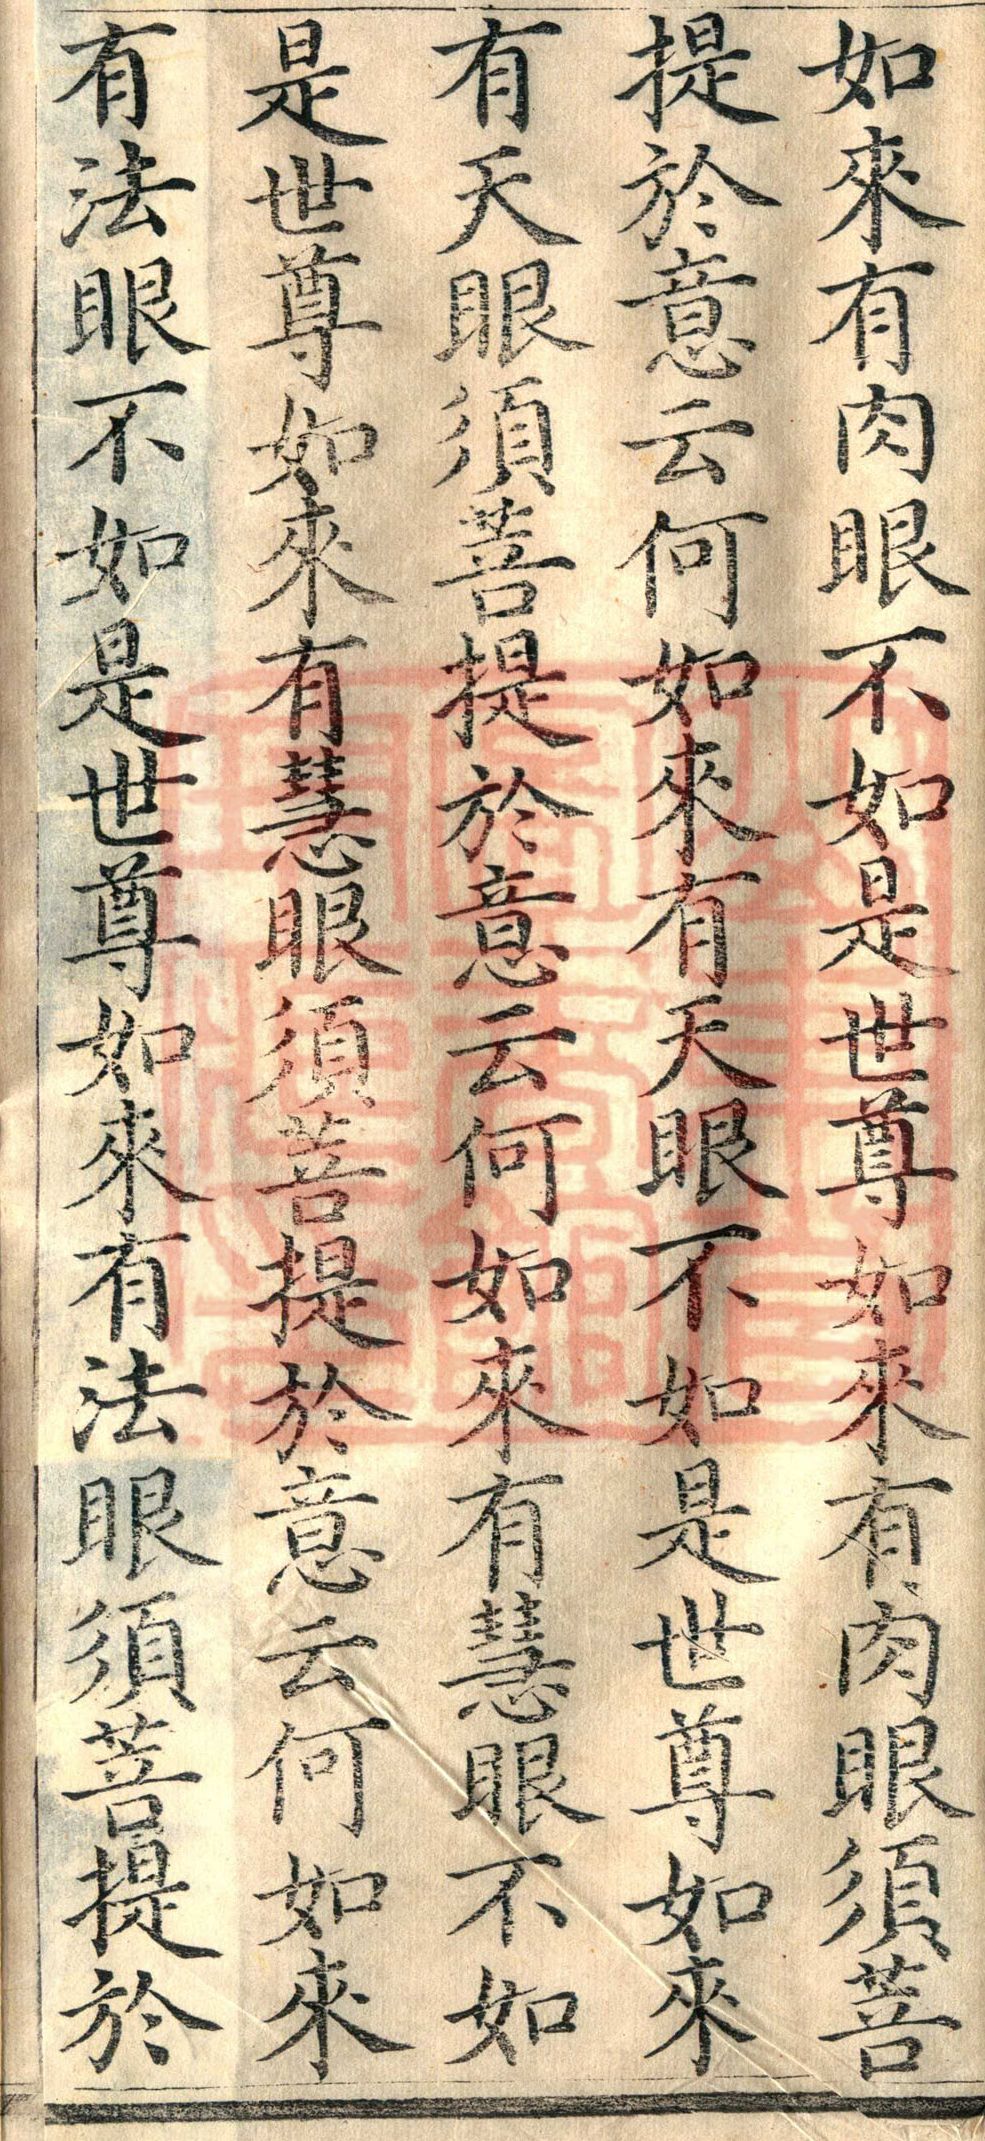 如來有肉眼不如是世尊如來有肉眼須菩
提於意云何如來有天眼不如是世尊如來
有天眼須菩提於意云何如來有慧眼不如
是世尊如來有慧眼須菩提於意云何如來
有法眼不如是世尊如來有法眼須菩提於